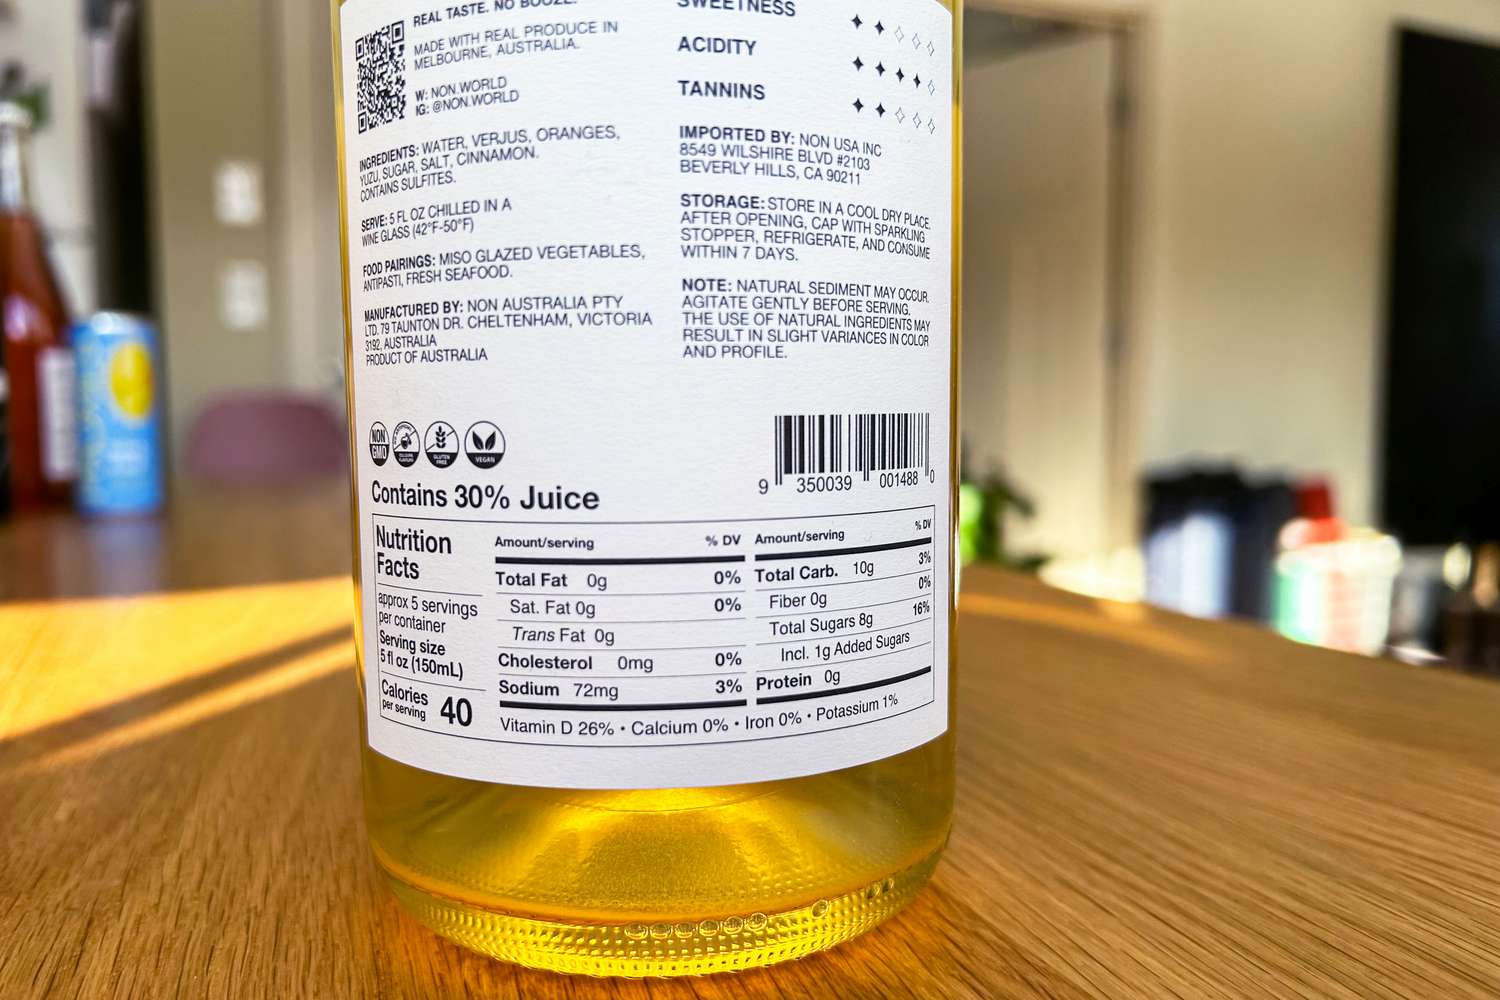 REAL TASTE. NO BOOZE.
MADE WITH REAL PRODUCE IN
MELBOURNE, AUSTRALIA.
W: NON.WORLD
IG: @NON.WORLD
INGREDIENTS: WATER, VERJUS, ORANGES,
YUZU, SUGAR, SALT, CINNAMON.
CONTAINS SULFITES.
SERVE: 5 FL OZ CHILLED IN A
WINE GLASS (42°F-50°F)
FOOD PAIRINGS: MISO GLAZED VEGETABLES,
ANTIPASTI, FRESH SEAFOOD.
MANUFACTURED BY: NON AUSTRALIA PTY
LTD. 79 TAUNTON DR. CHELTENHAM, VICTORIA
3192, AUSTRALIA
PRODUCT OF AUSTRALIA
SWEETNESS
ACIDITY
TANNINS
IMPORTED BY: NON USA INC
8549 WILSHIRE BLVD #2103
BEVERLY HILLS, CA 90211
STORAGE: STORE IN A COOL DRY PLACE.
AFTER OPENING, CAP WITH SPARKLING
STOPPER, REFRIGERATE, AND CONSUME
WITHIN 7 DAYS.
NOTE: NATURAL SEDIMENT MAY OCCUR.
AGITATE GENTLY BEFORE SERVING.
THE USE OF NATURAL INGREDIENTS MAY
RESULT IN SLIGHT VARIANCES IN COLOR
AND PROFILE.
NON
GMO
GLUTEN
FREE
VEGAN
9 350039 001488 0
Contains 30% Juice
Nutrition
Facts
approx 5 servings
per container
Serving size
5 fl oz (150mL)
Calories
per serving
40
Amount/serving % DV
Total Fat 0g 0%
Sat. Fat 0g 0%
Trans Fat 0g
Cholesterol 0mg 0%
Sodium 72mg 3%
Amount/serving % DV
Total Carb. 10g 3%
Fiber 0g 0%
Total Sugars 8g 16%
Incl. 1g Added Sugars
Protein 0g
Vitamin D 26% • Calcium 0% • Iron 0% • Potassium 1%